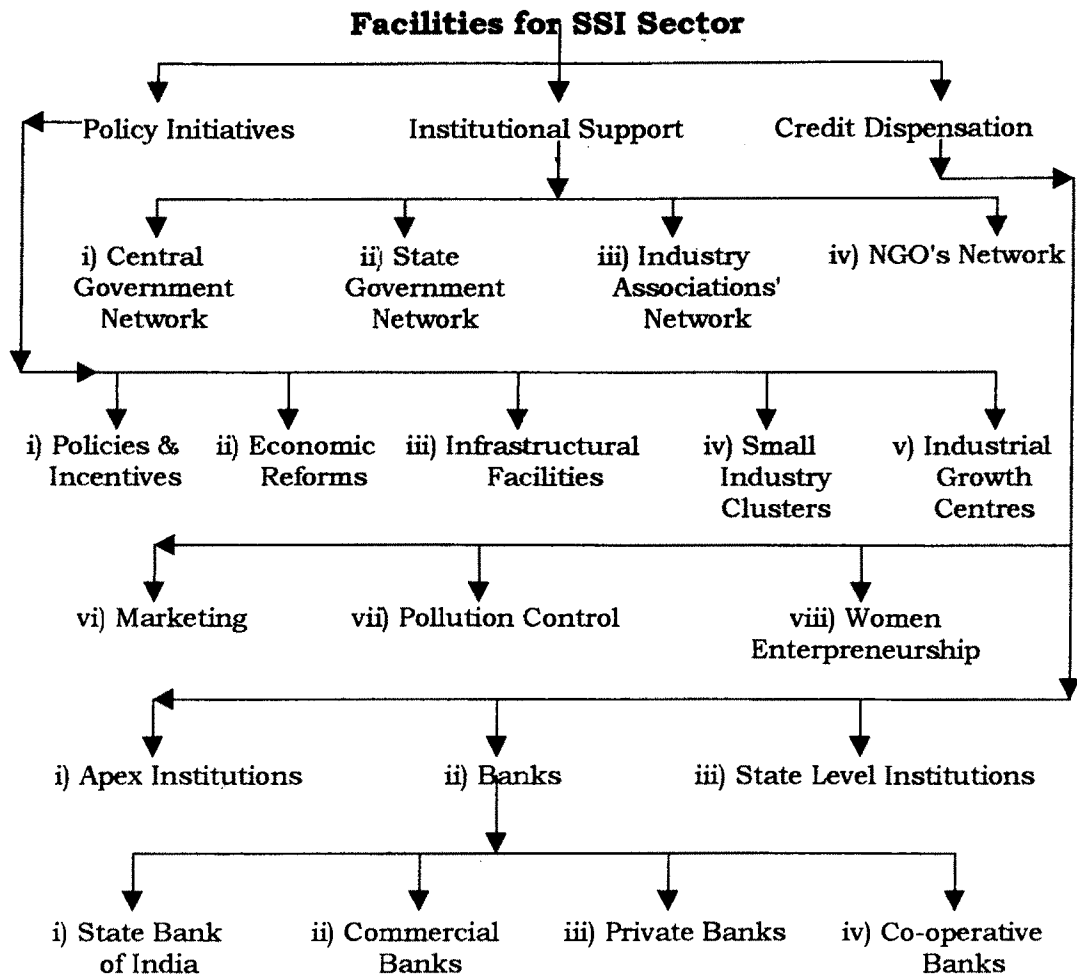 Facilities for SSI Sector
Policy Initiatives
Institutional Support
Credit Dispensation
i) Central
Government
Network
ii) State
Government
Network
iii) Industry
Associations'
Network
iv) NGO's Network
i) Policies &
Incentives
ii) Economic
Reforms
iii) Infrastructural
Facilities
iv) Small
Industry
Clusters
v) Industrial
Growth
Centres
vi) Marketing
vii) Pollution Control
viii) Women
Enterpreneurship
i) Apex Institutions
ii) Banks
iii) State Level Institutions
i) State Bank
of India
ii) Commercial
Banks
iii) Private Banks
iv) Co-operative
Banks